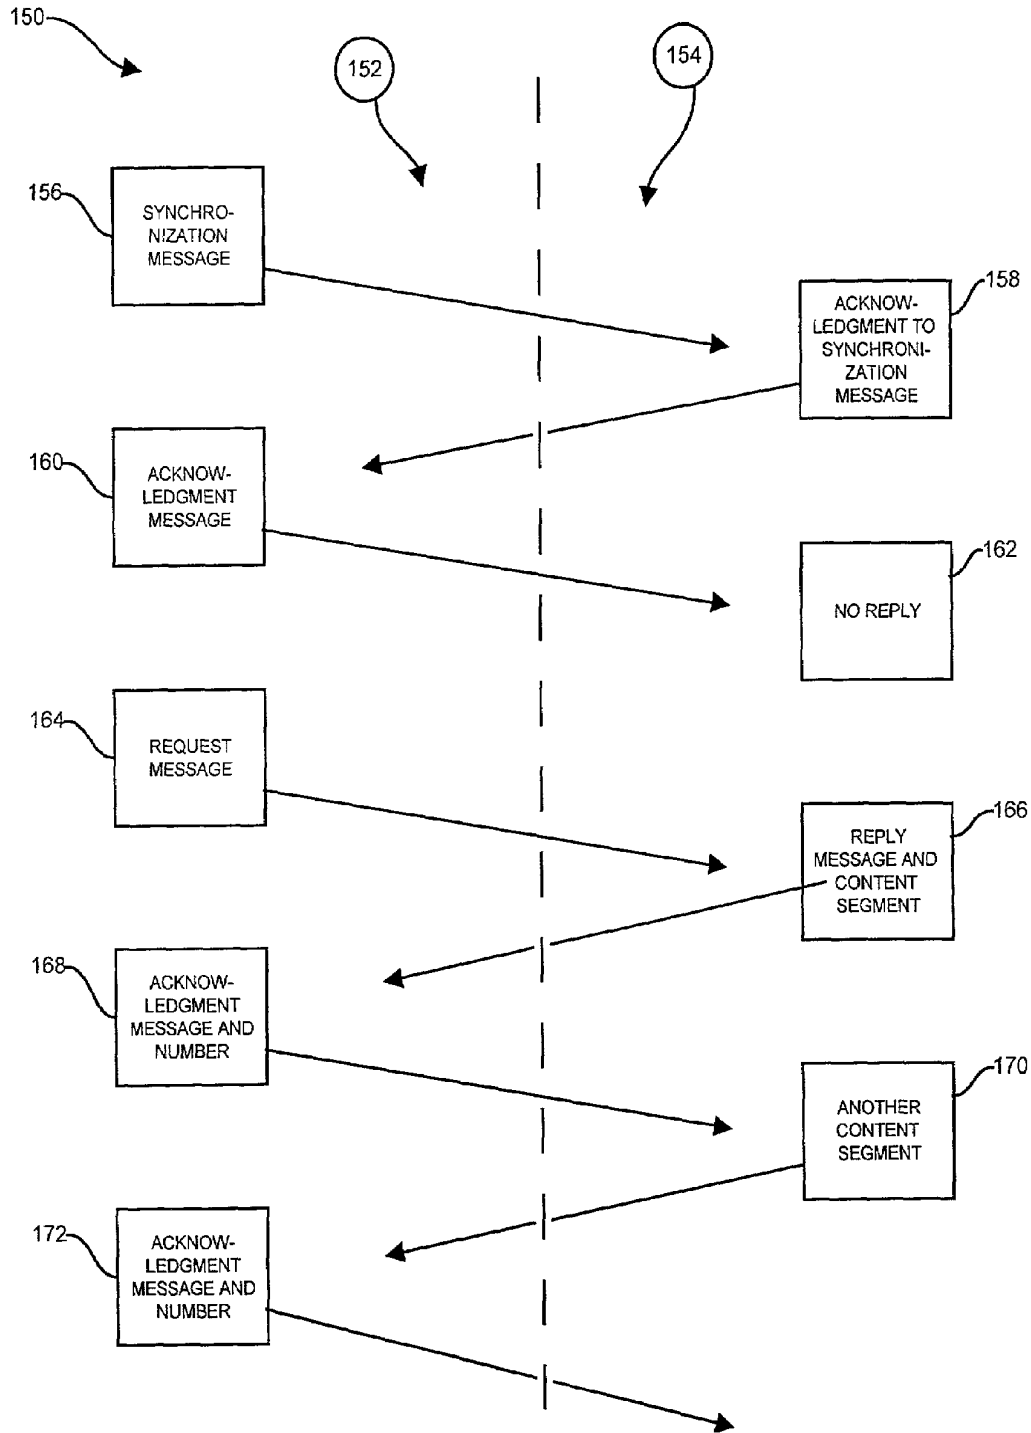 150
152
154
156
SYNCHRO-
NIZATION
MESSAGE
158
ACKNOW-
LEDGMENT TO
SYNCHRONI-
ZATION
MESSAGE
160
ACKNOW-
LEDGMENT
MESSAGE
162
NO REPLY
164
REQUEST
MESSAGE
166
REPLY
MESSAGE AND
CONTENT
SEGMENT
168
ACKNOW-
LEDGMENT
MESSAGE AND
NUMBER
170
ANOTHER
CONTENT
SEGMENT
172
ACKNOW-
LEDGMENT
MESSAGE AND
NUMBER